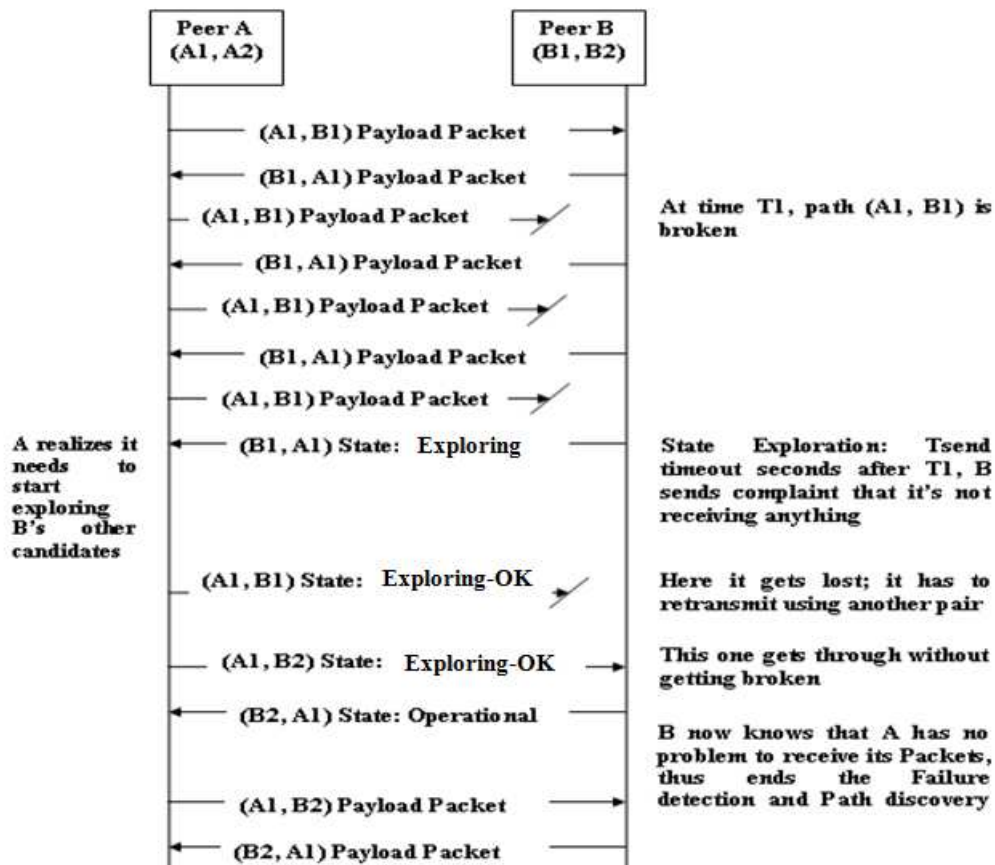 Peer A
(A1, A2)
Peer B
(B1, B2)
(A1, B1) Payload Packet
(B1, A1) Payload Packet
(A1, B1) Payload Packet
At time T1, path (A1, B1) is
broken
(B1, A1) Payload Packet
(A1, B1) Payload Packet
(B1, A1) Payload Packet
(A1, B1) Payload Packet
A realizes it
needs to
start
exploring
B's other
candidates
(B1, A1) State: Exploring
State Exploration: Tsend
timeout seconds after T1, B
sends complaint that it's not
receiving anything
(A1, B1) State: Exploring-OK
Here it gets lost; it has to
retransmit using another pair
(A1, B2) State: Exploring-OK
This one gets through without
getting broken
(B2, A1) State: Operational
B now knows that A has no
problem to receive its Packets,
thus ends the Failure
detection and Path discovery
(A1, B2) Payload Packet
(B2, A1) Payload Packet